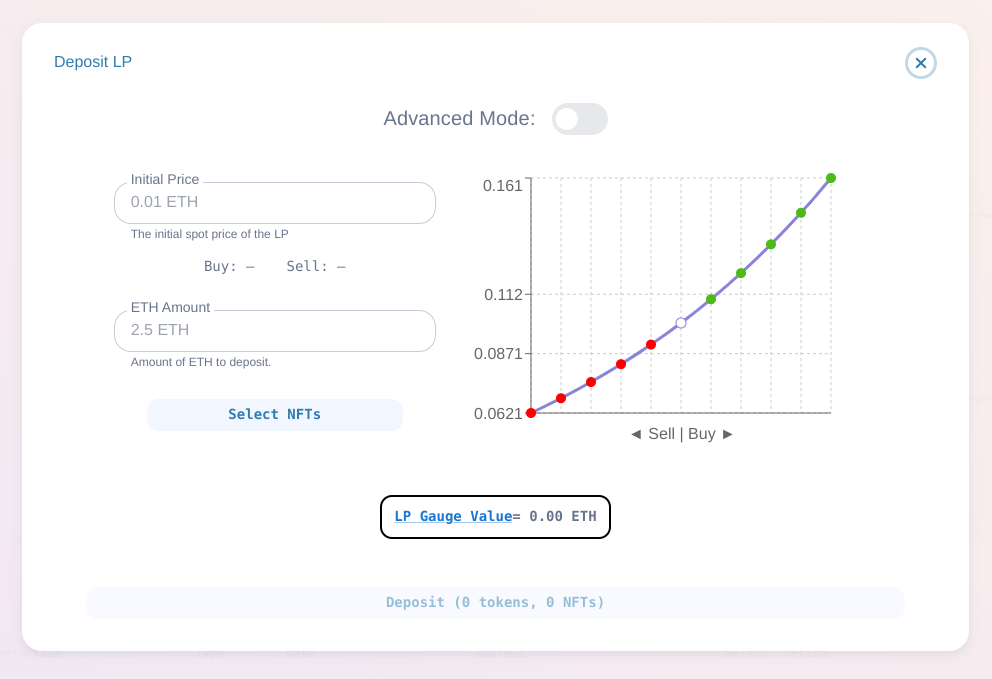 Deposit LP
Advanced Mode:
Initial Price
0.01 ETH
The initial spot price of the LP
Buy: – Sell: –
ETH Amount
2.5 ETH
Amount of ETH to deposit.
Select NFTs
0.161
0.112
0.0871
0.0621
◄ Sell | Buy ►
LP Gauge Value= 0.00 ETH
Deposit (0 tokens, 0 NFTs)